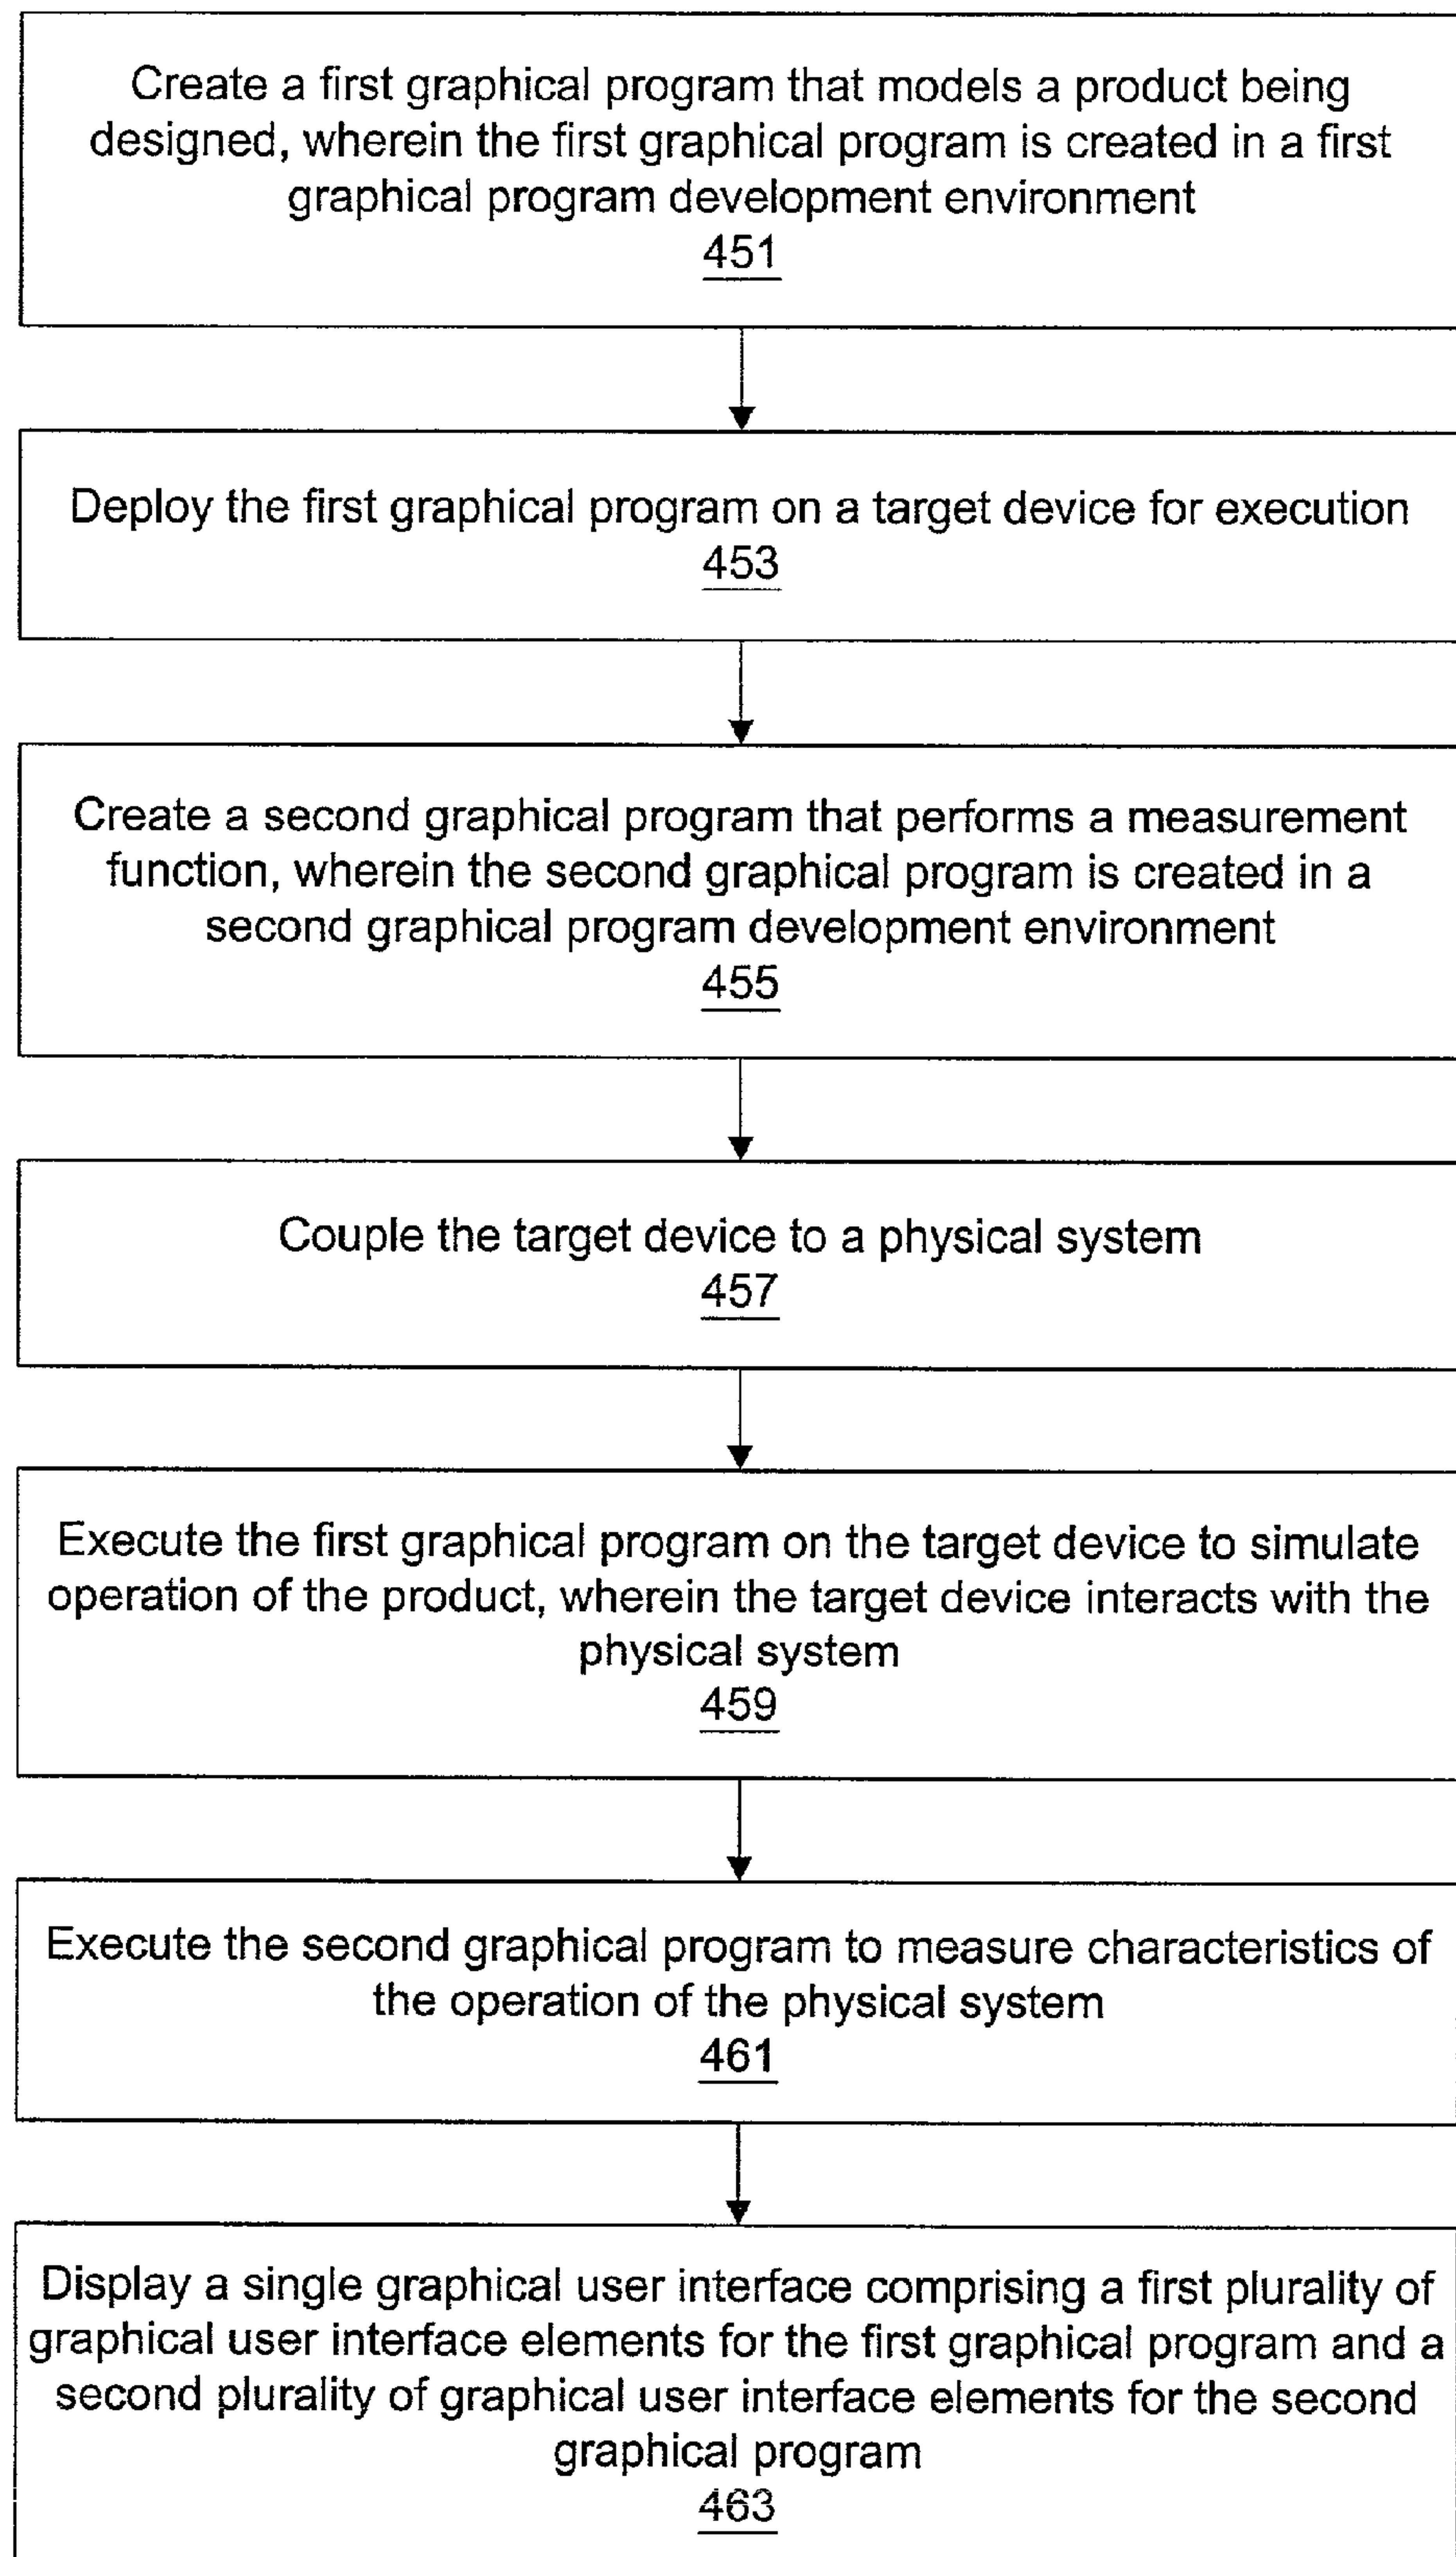 Create a first graphical program that models a product being
designed, wherein the first graphical program is created in a first
graphical program development environment
451
Deploy the first graphical program on a target device for execution
453
Create a second graphical program that performs a measurement
function, wherein the second graphical program is created in a
second graphical program development environment
455
Couple the target device to a physical system
457
Execute the first graphical program on the target device to simulate
operation of the product, wherein the target device interacts with the
physical system
459
Execute the second graphical program to measure characteristics of
the operation of the physical system
461
Display a single graphical user interface comprising a first plurality of
graphical user interface elements for the first graphical program and a
second plurality of graphical user interface elements for the second
graphical program
463